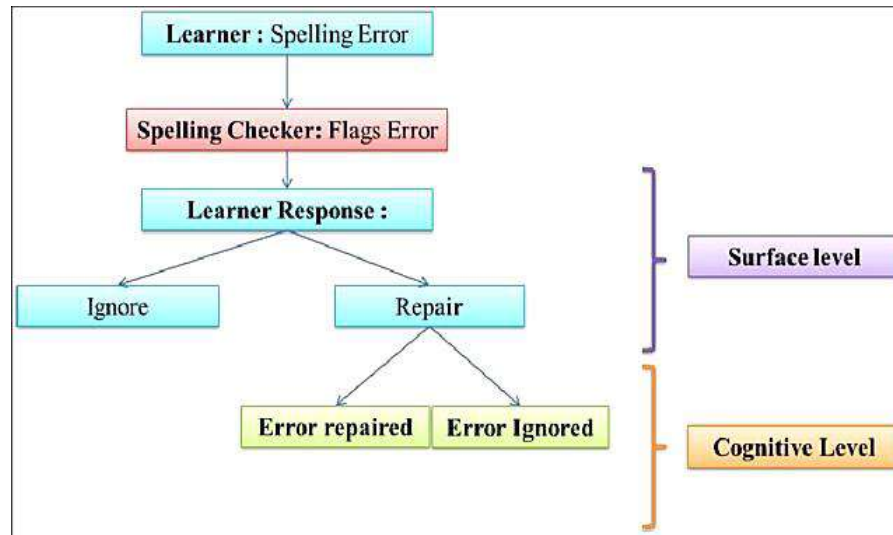 Learner : Spelling Error
Spelling Checker: Flags Error
Learner Response :
Surface level
Ignore
Repair
Error repaired
Error Ignored
Cognitive Level